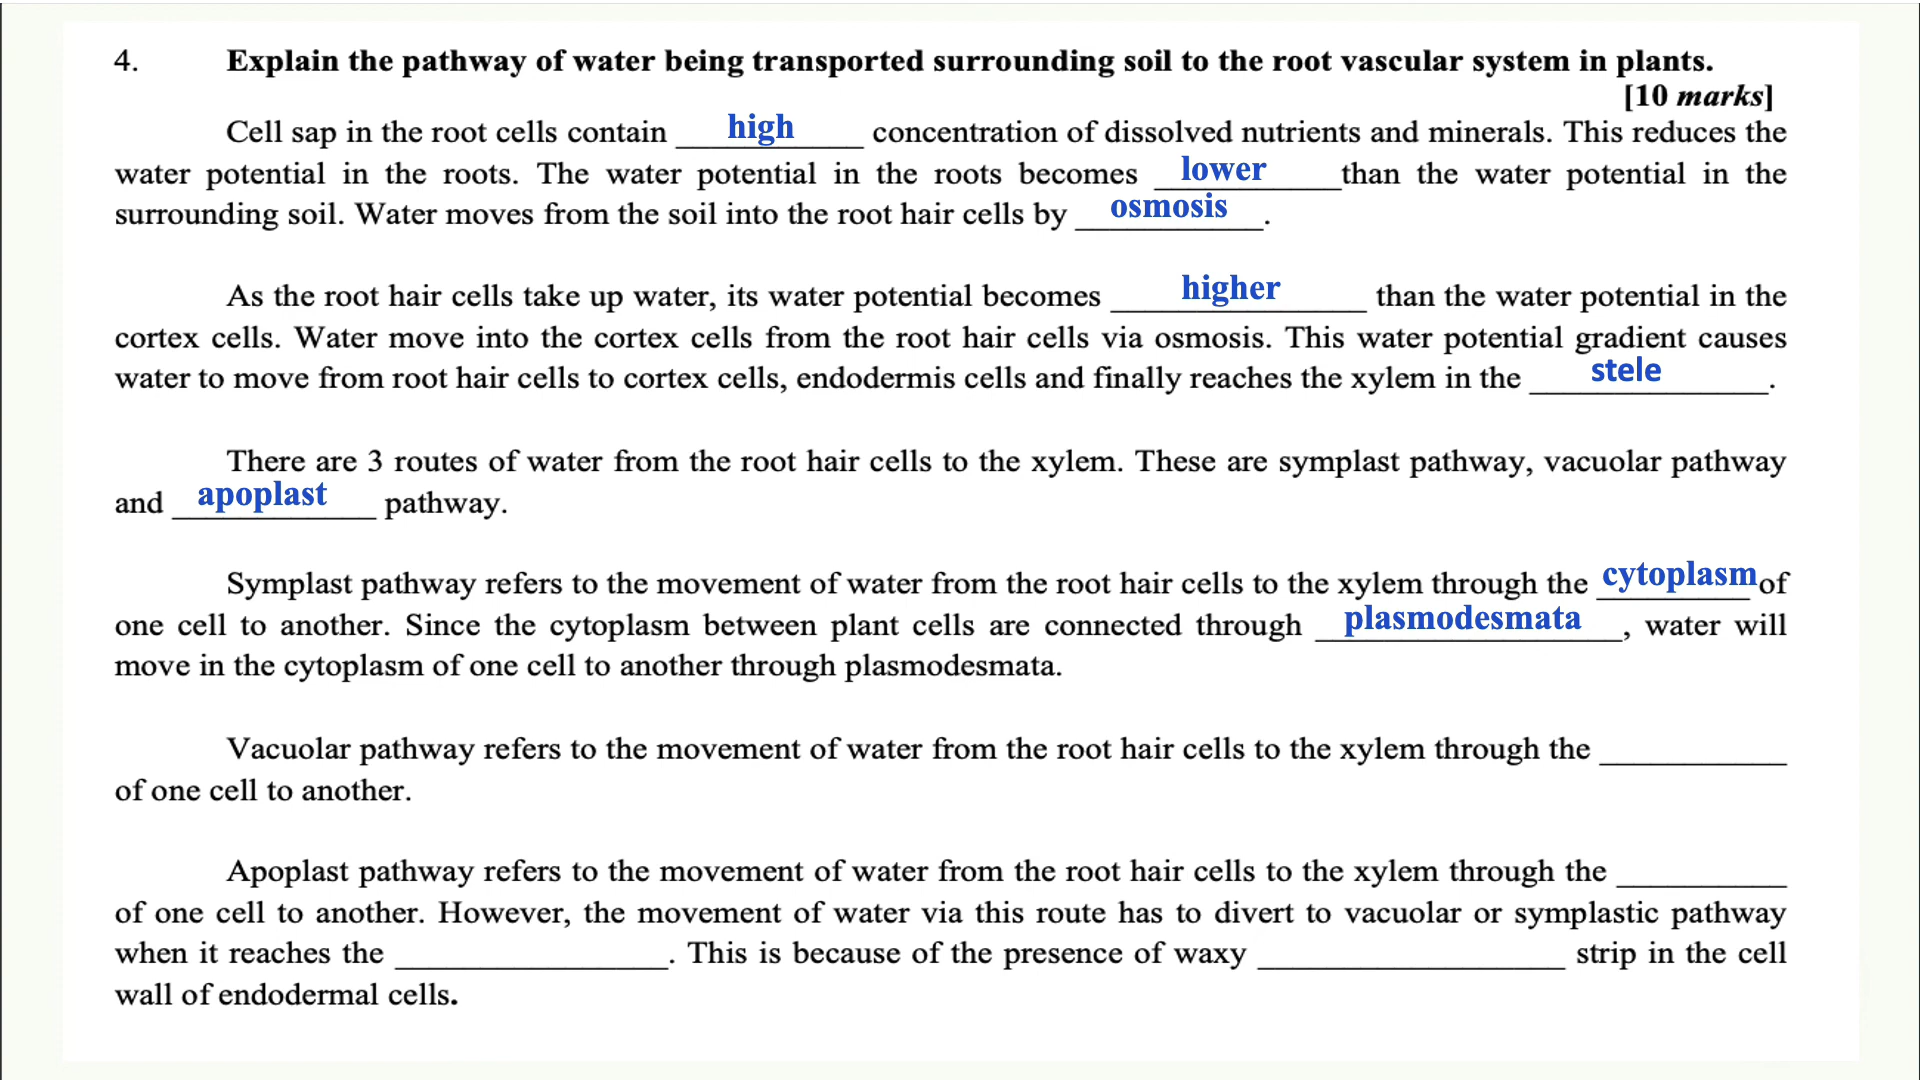 4. Explain the pathway of water being transported surrounding soil to the root vascular system in plants.
[10 marks]
Cell sap in the root cells contain high concentration of dissolved nutrients and minerals. This reduces the
water potential in the roots. The water potential in the roots becomes lower than the water potential in the
surrounding soil. Water moves from the soil into the root hair cells by osmosis.
As the root hair cells take up water, its water potential becomes higher than the water potential in the
cortex cells. Water move into the cortex cells from the root hair cells via osmosis. This water potential gradient causes
water to move from root hair cells to cortex cells, endodermis cells and finally reaches the xylem in the stele.
There are 3 routes of water from the root hair cells to the xylem. These are symplast pathway, vacuolar pathway
and apoplast pathway.
Symplast pathway refers to the movement of water from the root hair cells to the xylem through the cytoplasm of
one cell to another. Since the cytoplasm between plant cells are connected through plasmodesmata, water will
move in the cytoplasm of one cell to another through plasmodesmata.
Vacuolar pathway refers to the movement of water from the root hair cells to the xylem through the ____________
of one cell to another.
Apoplast pathway refers to the movement of water from the root hair cells to the xylem through the ___________
of one cell to another. However, the movement of water via this route has to divert to vacuolar or symplastic pathway
when it reaches the __________________. This is because of the presence of waxy ____________________ strip in the cell
wall of endodermal cells.